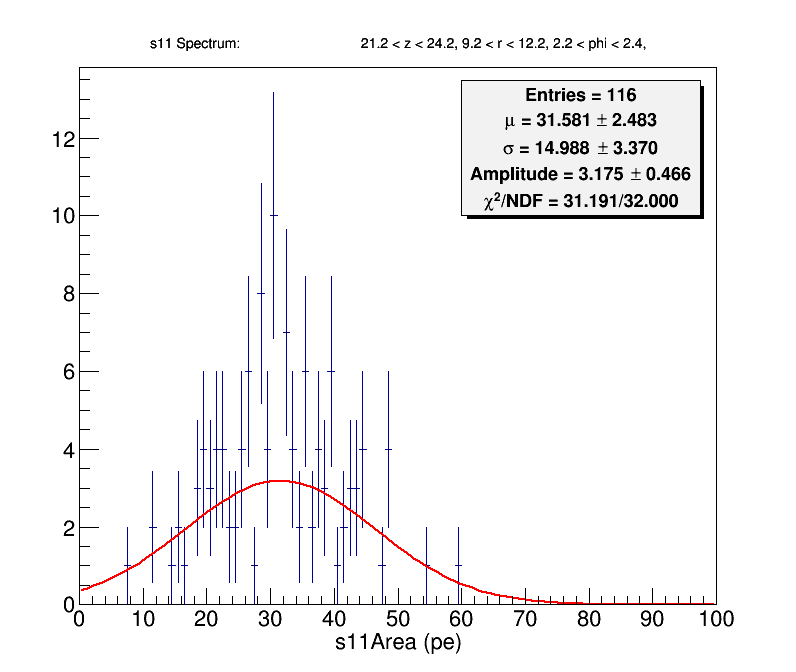 s11 Spectrum: 21.2 < z < 24.2, 9.2 < r < 12.2, 2.2 < phi < 2.4,
Entries = 116
μ = 31.581 ± 2.483
σ = 14.988 ± 3.370
Amplitude = 3.175 ± 0.466
χ²/NDF = 31.191/32.000
12
10
8
6
4
2
0
0 10 20 30 40 50 60 70 80 90 100
s11Area (pe)